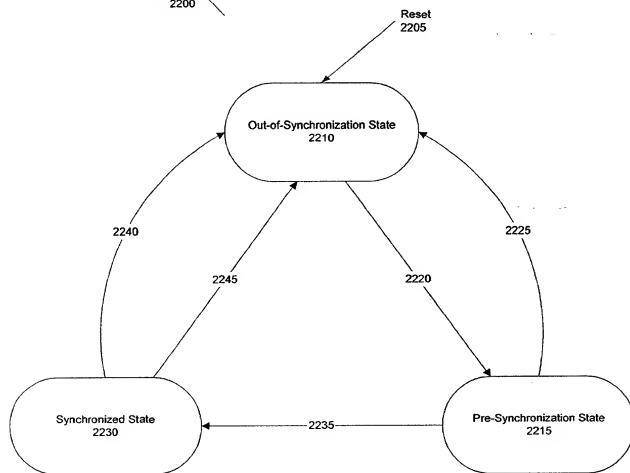 2200
Reset
2205
Out-of-Synchronization State
2210
2240
2225
2245
2220
Synchronized State
2230
2235
Pre-Synchronization State
2215